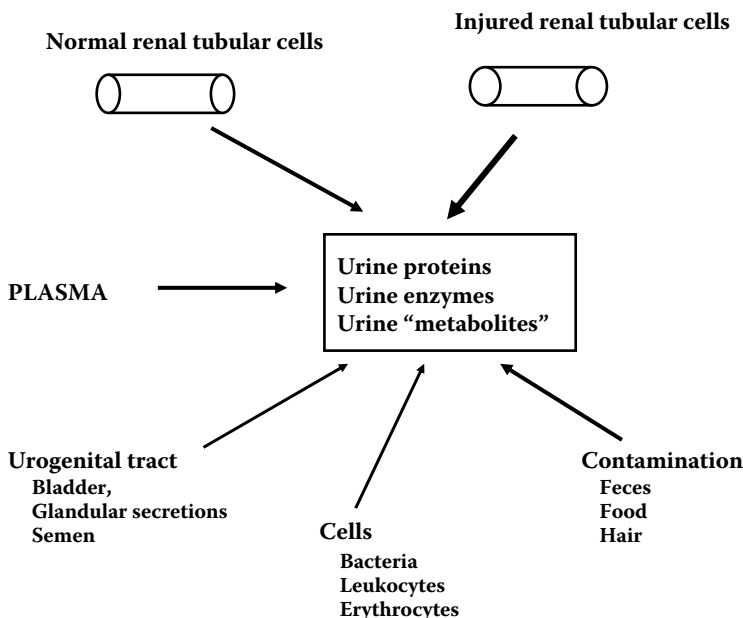 Normal renal tubular cells
Injured renal tubular cells
PLASMA
Urine proteins
Urine enzymes
Urine “metabolites”
Urogenital tract
Bladder,
Glandular secretions
Semen
Cells
Bacteria
Leukocytes
Erythrocytes
Contamination
Feces
Food
Hair